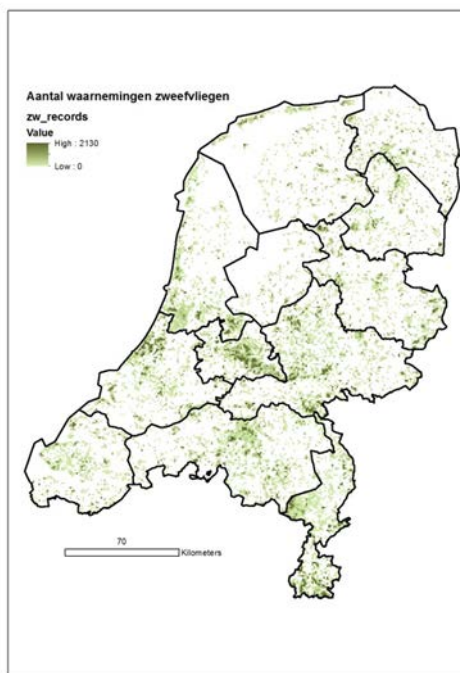 Aantal waarnemingen zweefvliegen
zw_records
Value
High : 2130
Low : 0
70
Kilometers